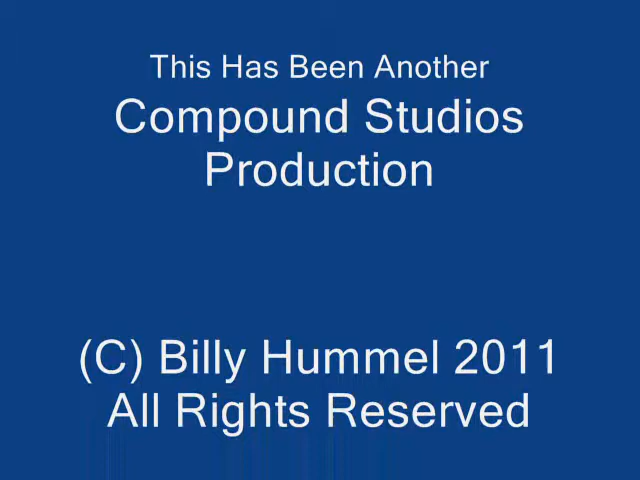 This Has Been Another
Compound Studios
Production
(C) Billy Hummel 2011
All Rights Reserved